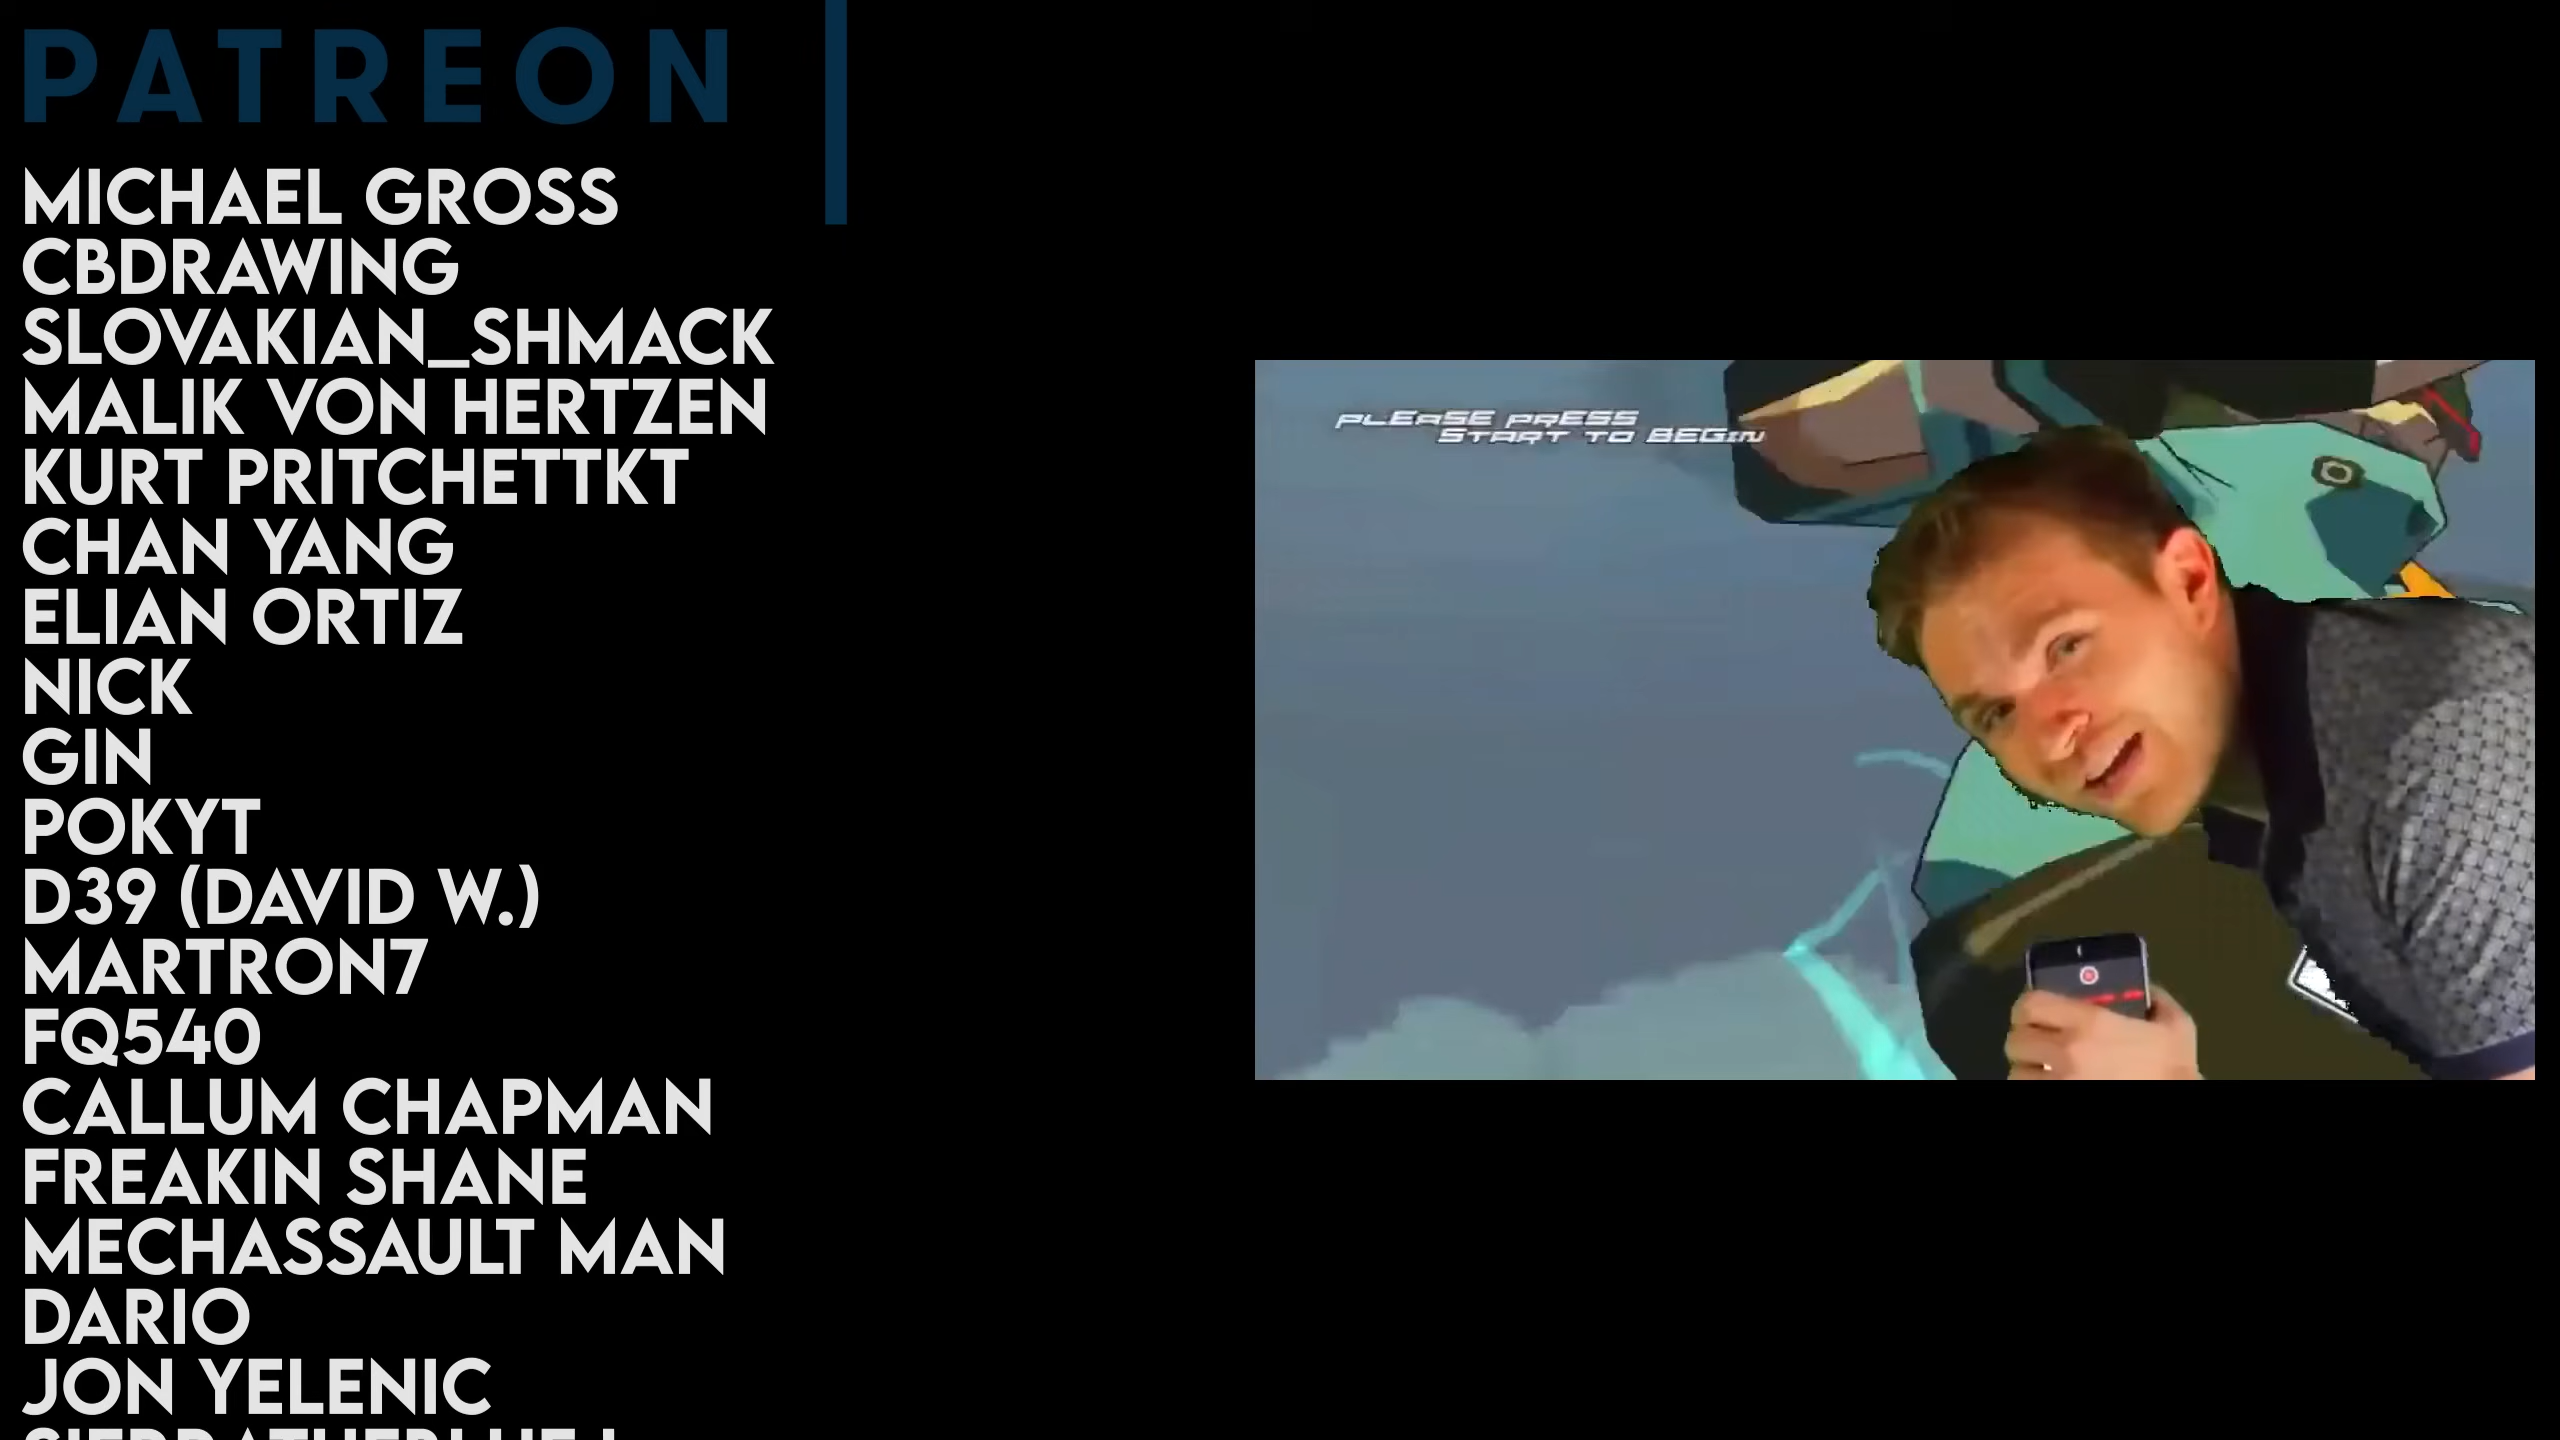 PATREON
MICHAEL GROSS
CBDRAWING
SLOVAKIAN_SHMACK
MALIK VON HERTZEN
KURT PRITCHETTKT
CHAN YANG
ELIAN ORTIZ
NICK
GIN
POKYT
D39 (DAVID W.)
MARTRON7
FQ540
CALLUM CHAPMAN
FREAKIN SHANE
MECHASSAULT MAN
DARIO
JON YELENIC
PLEASE PRESS
START TO BEGIN